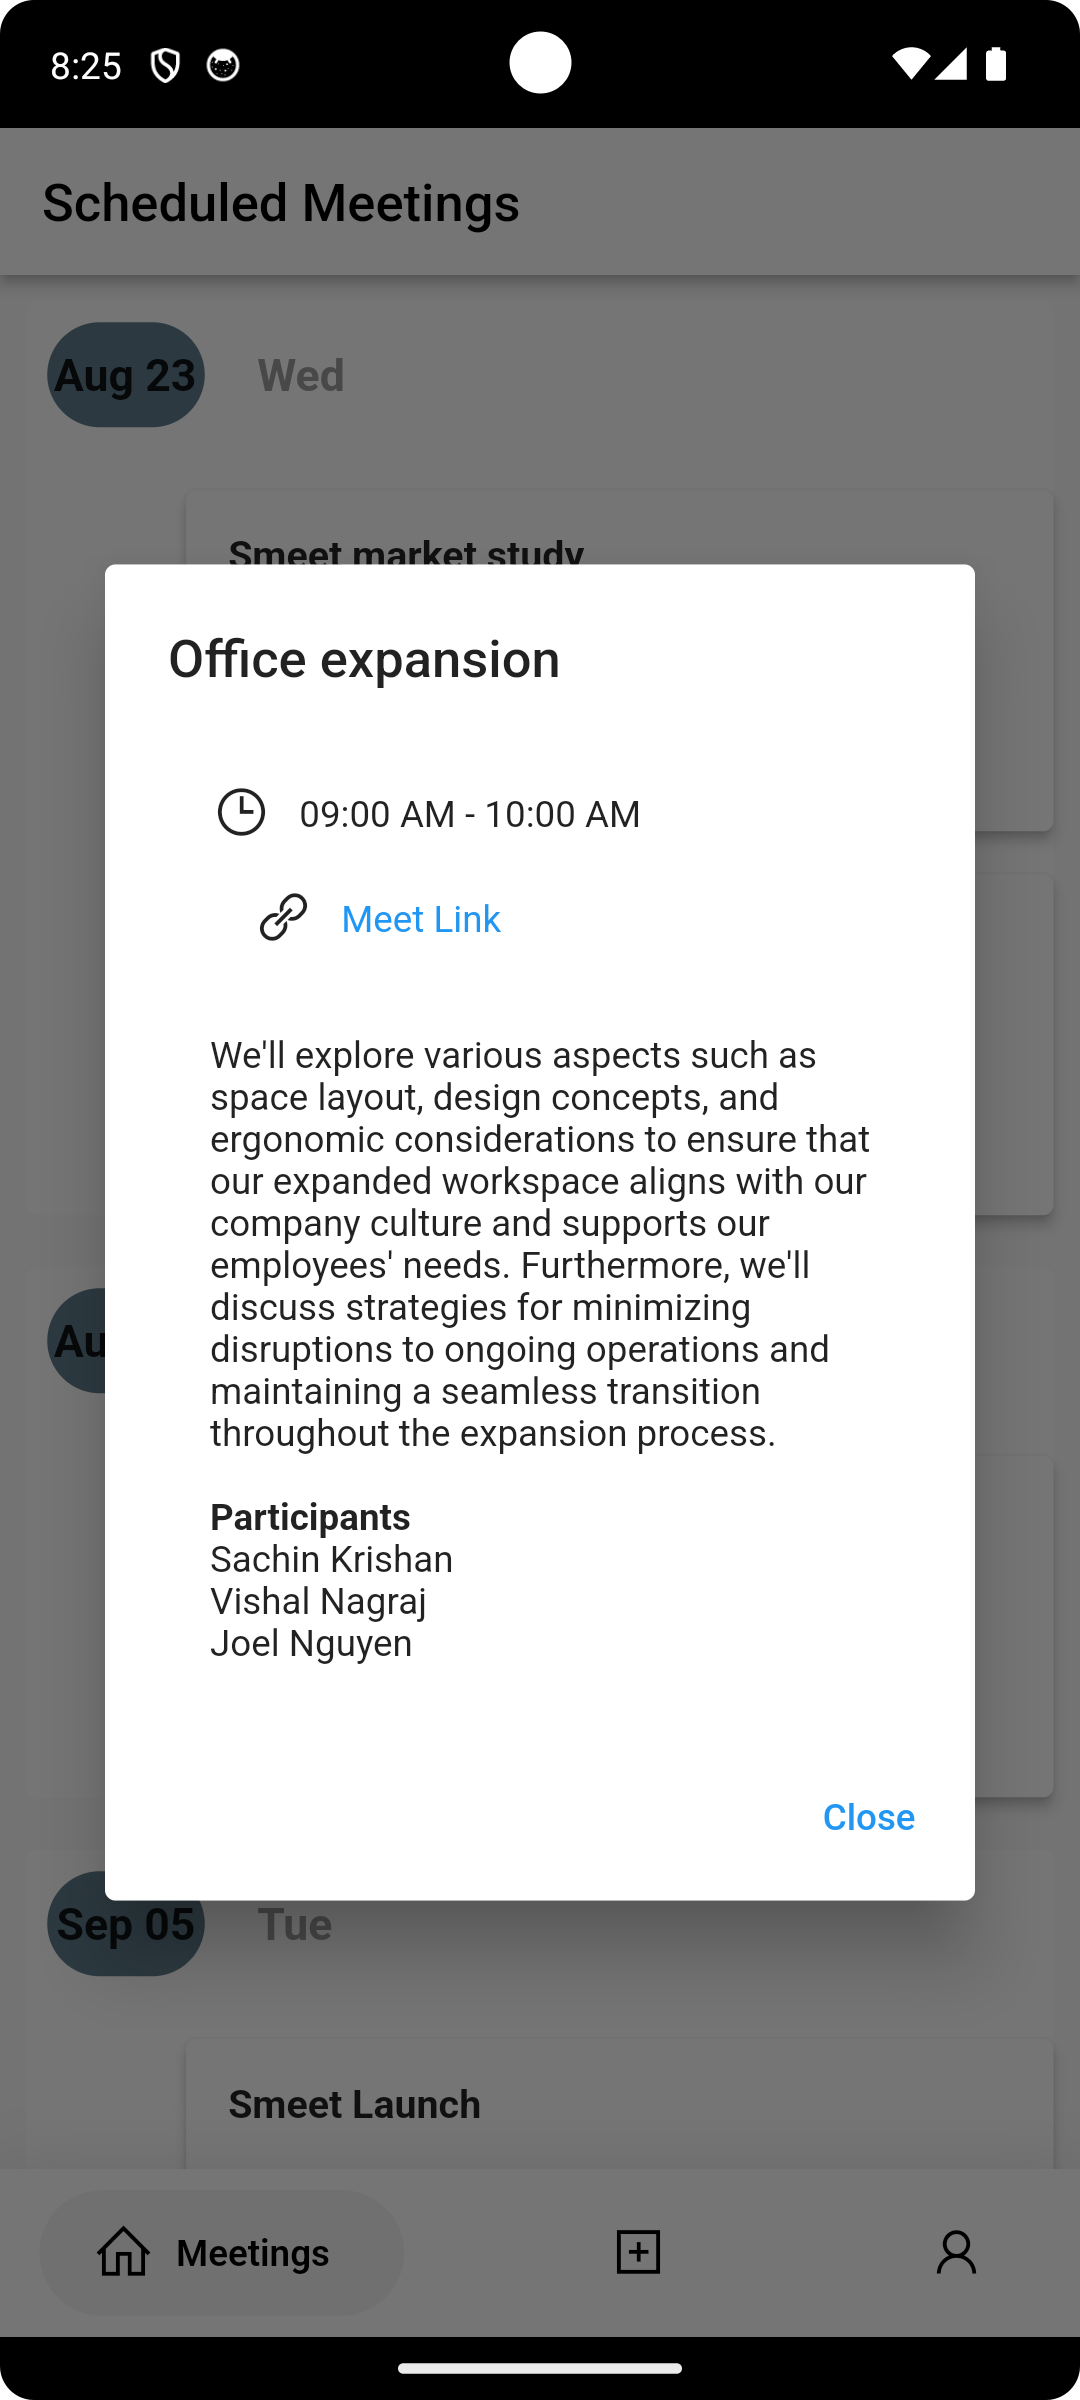 8:25
Scheduled Meetings
Aug 23 Wed
Smeet market study
Office expansion
09:00 AM - 10:00 AM
Meet Link
We'll explore various aspects such as
space layout, design concepts, and
ergonomic considerations to ensure that
our expanded workspace aligns with our
company culture and supports our
employees' needs. Furthermore, we'll
discuss strategies for minimizing
disruptions to ongoing operations and
maintaining a seamless transition
throughout the expansion process.
Participants
Sachin Krishan
Vishal Nagraj
Joel Nguyen
Close
Sep 05 Tue
Smeet Launch
Meetings